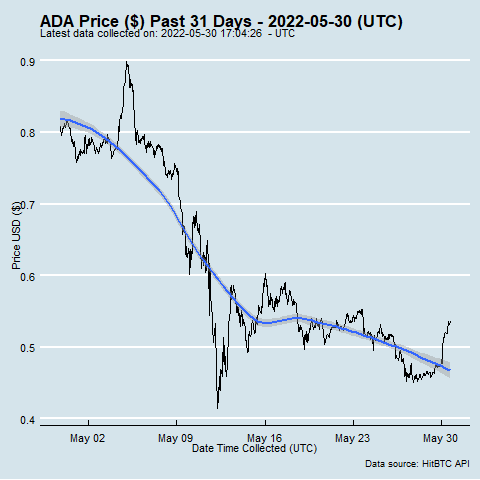 ADA Price ($) Past 31 Days - 2022-05-30 (UTC)
Latest data collected on: 2022-05-30 17:04:26 - UTC
0.9
0.8
0.7
0.6
0.5
0.4
Price USD ($)
May 02
May 09
May 16
May 23
May 30
Date Time Collected (UTC)
Data source: HitBTC API